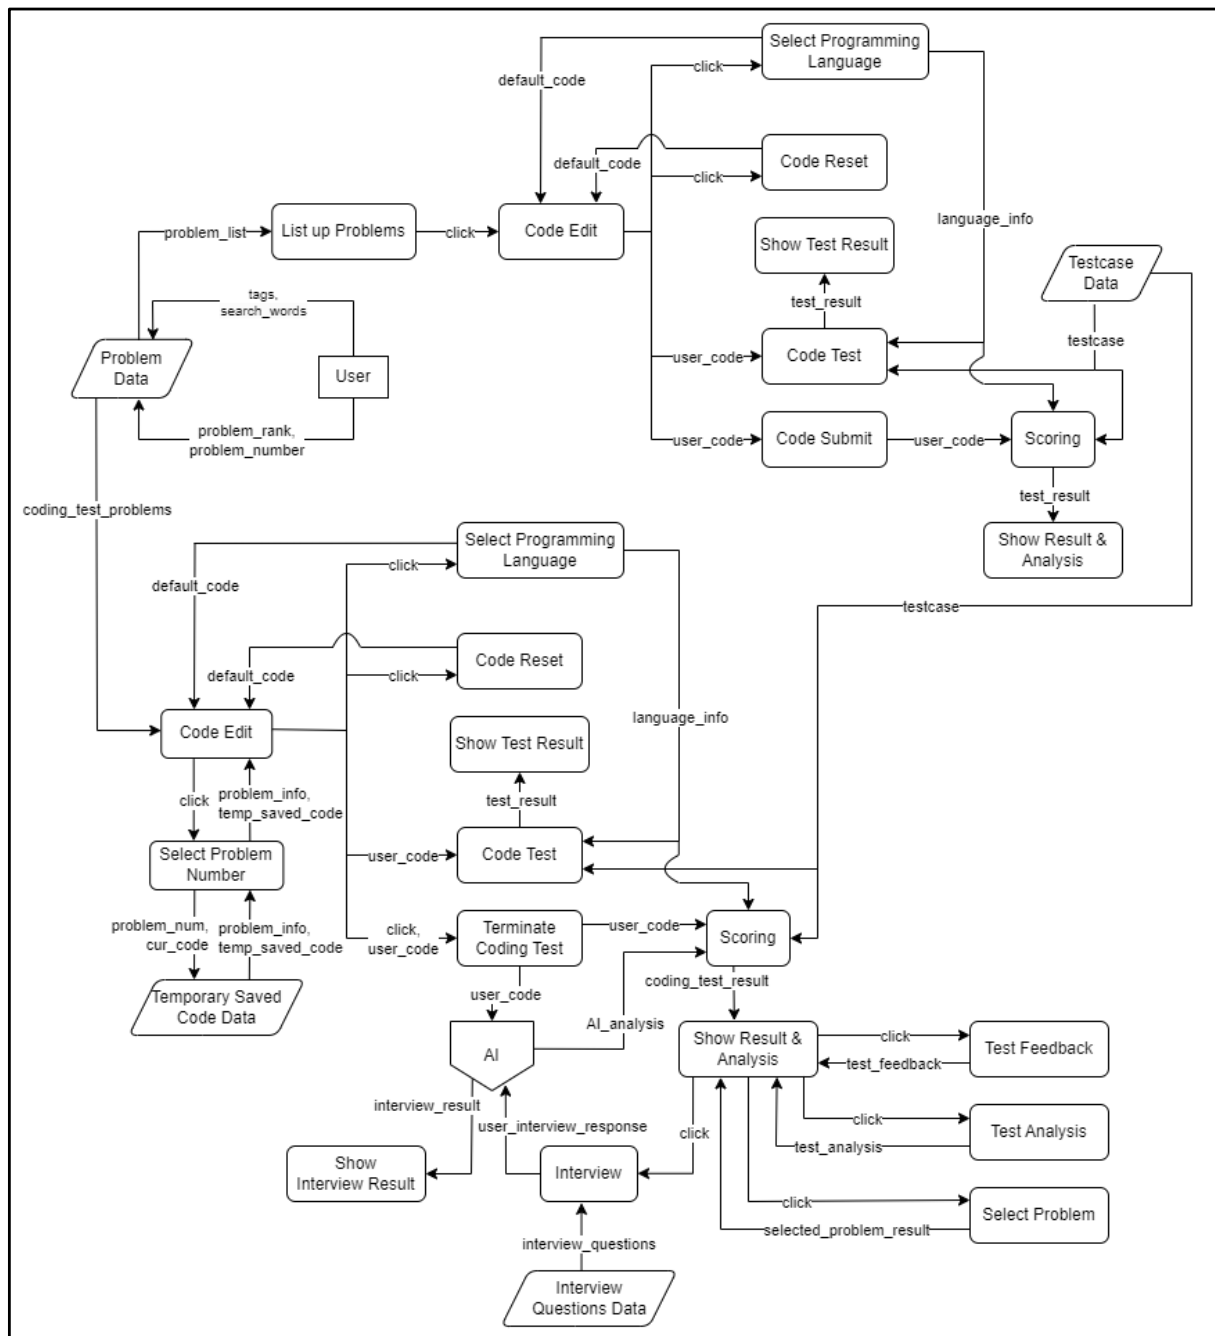 Select Programming
Language
click
default_code
Code Reset
default_code
click
language_info
problem_list
List up Problems
click
Code Edit
Show Test Result
Testcase
Data
tags,
search_words
test_result
testcase
Problem
Data
User
user_code
Code Test
problem_rank,
problem_number
user_code
Code Submit
user_code
Scoring
test_result
coding_test_problems
Select Programming
Language
Show Result &
Analysis
click
default_code
testcase
Code Reset
default_code
click
language_info
Code Edit
Show Test Result
click
problem_info,
temp_saved_code
test_result
Select Problem
Number
user_code
Code Test
problem_num,
cur_code
problem_info,
temp_saved_code
click,
user_code
Terminate
Coding Test
user_code
Scoring
coding_test_result
Temporary Saved
Code Data
user_code
AI_analysis
AI
Show Result &
Analysis
click
test_feedback
Test Feedback
interview_result
user_interview_response
click
click
test_analysis
Test Analysis
Show
Interview Result
Interview
click
selected_problem_result
Select Problem
interview_questions
Interview
Questions Data